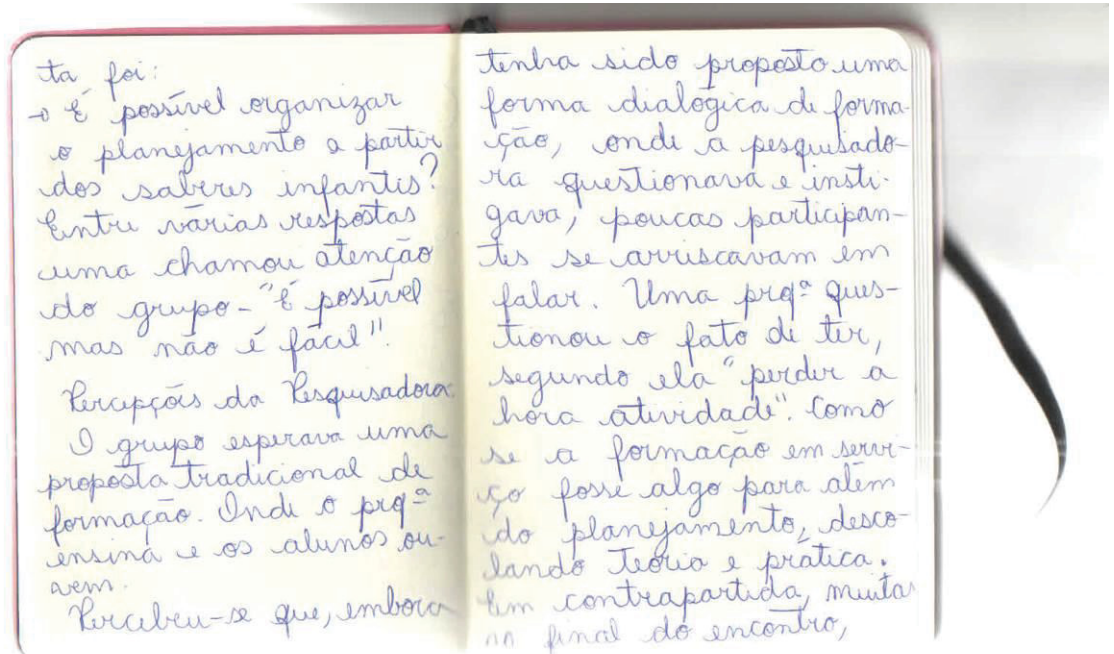 ta foi:
→ É possível organizar
o planejamento a partir
dos saberes infantis?
Entre várias respostas
uma chamou atenção
do grupo - "É possível
mas não é fácil".
Percepções da Pesquisadora.
O grupo esperava uma
proposta tradicional de
formação. Onde o profª
ensina e os alunos ou-
vem.
Percebeu-se que, embora
tenha sido proposto uma
forma dialógica de forma-
ção, onde a pesquisado-
ra questionava e insti-
gava, poucas participan-
tes se arriscavam em
falar. Uma profª ques-
tionou o fato de ter,
segundo ela "perder a
hora atividade". Como
se a formação em servi-
ço fosse algo para além
do planejamento, desco-
lando teoria e prática.
Em contrapartida, muitas
no final do encontro,